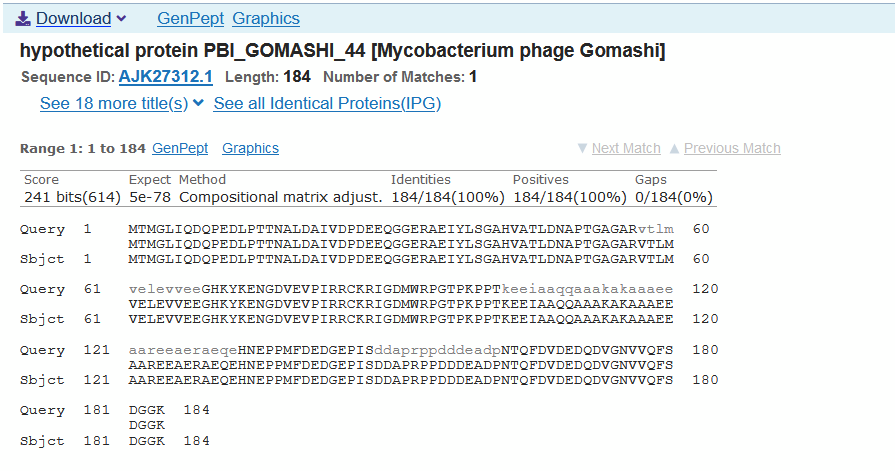 Download GenPept Graphics
hypothetical protein PBI_GOMASHI_44 [Mycobacterium phage Gomashi]
Sequence ID: AJK27312.1 Length: 184 Number of Matches: 1
See 18 more title(s) See all Identical Proteins(IPG)
Range 1: 1 to 184 GenPept Graphics ▼ Next Match ▲ Previous Match
Score Expect Method Identities Positives Gaps
241 bits(614) 5e-78 Compositional matrix adjust. 184/184(100%) 184/184(100%) 0/184(0%)
Query 1 MTMGLIQDQPEDLPTTNALDAIVDPDEEQGGERAEIYLSGAHVATLDNAPTGAGARvtlm 60
MTMGLIQDQPEDLPTTNALDAIVDPDEEQGGERAEIYLSGAHVATLDNAPTGAGARVTLM
Sbjct 1 MTMGLIQDQPEDLPTTNALDAIVDPDEEQGGERAEIYLSGAHVATLDNAPTGAGARVTLM 60
Query 61 velevveeGHKYKENGDVEVPIRRCKRIGDMWRPGTPKPPTkeeiaaqqaaakakaaaee 120
VELEVVEEGHKYKENGDVEVPIRRCKRIGDMWRPGTPKPPTKEEIAAQQAAAKAKAAAEE
Sbjct 61 VELEVVEEGHKYKENGDVEVPIRRCKRIGDMWRPGTPKPPTKEEIAAQQAAAKAKAAAEE 120
Query 121 aareeaeraeqeHNEPPMFDEDGEPISddaprppdddeadpNTQFDVDEDQDVGNVVQFS 180
AAREEAERAEQEHNEPPMFDEDGEPISDDAPRPPDDDEADPNTQFDVDEDQDVGNVVQFS
Sbjct 121 AAREEAERAEQEHNEPPMFDEDGEPISDDAPRPPDDDEADPNTQFDVDEDQDVGNVVQFS 180
Query 181 DGGK 184
DGGK
Sbjct 181 DGGK 184